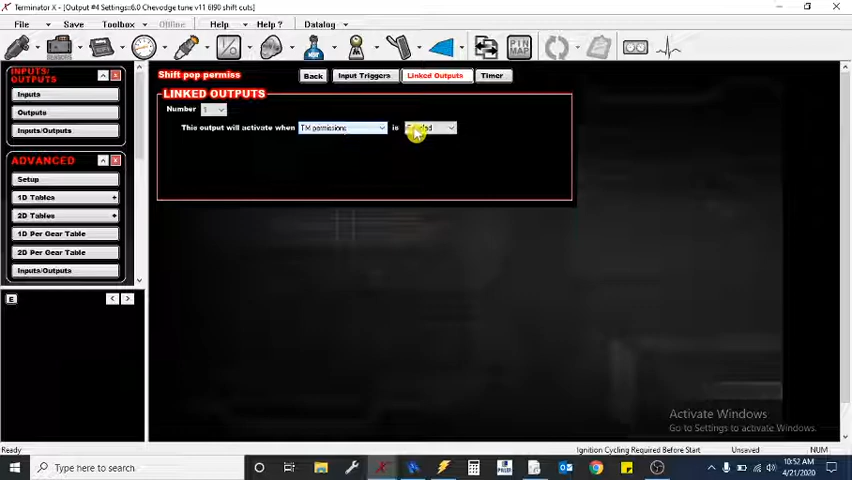 Terminator X - [Output #4 Settings:6.0 Chevodge tune v11 6l90 shift cuts]
File Save Toolbox Offline Help Help ? Datalog
PIN
MAP
INPUTS/
OUTPUTS
Inputs
Outputs
Inputs/Outputs
ADVANCED
Setup
1D Tables +
2D Tables +
1D Per Gear Table
2D Per Gear Table
Inputs/Outputs
E < >
Shift pop permiss Back Input Triggers Linked Outputs Timer
LINKED OUTPUTS
Number 1
This output will activate when TM permissions is
Activate Windows
Go to Settings to activate Windows.
Ignition Cycling Required Before Start Unsaved NUM
Type here to search
10:52 AM
4/21/2020